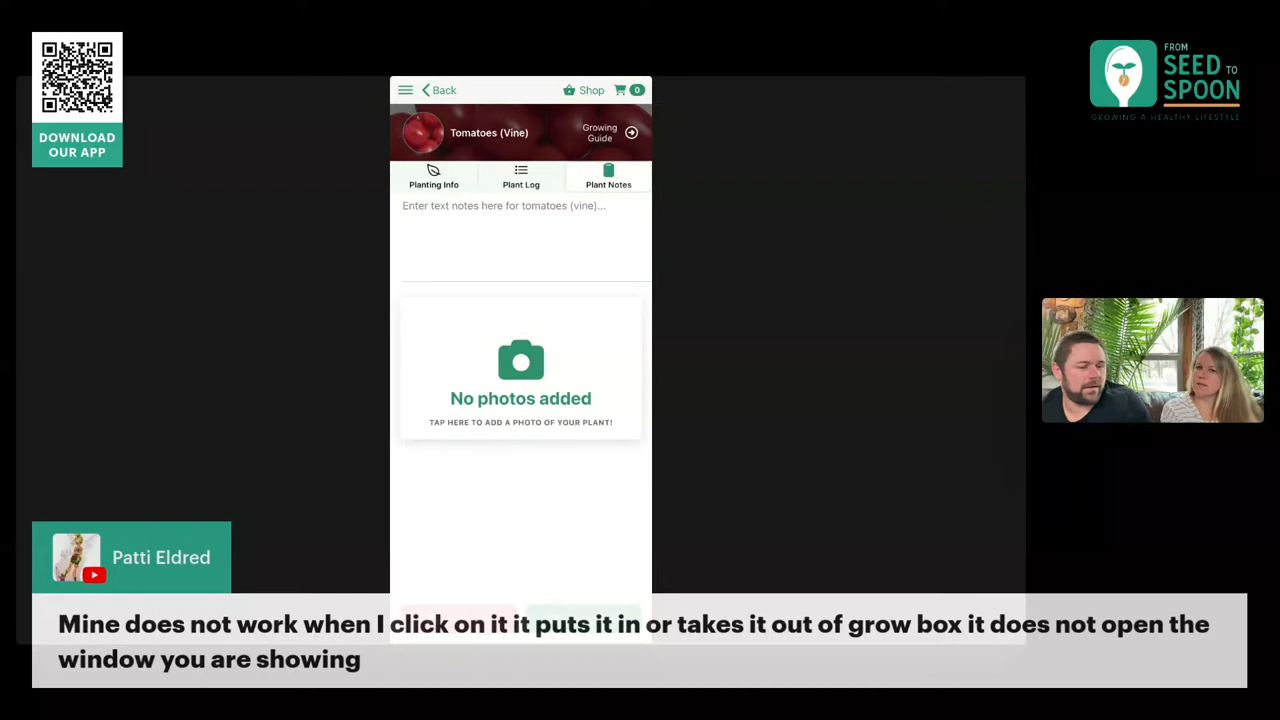 DOWNLOAD
OUR APP
FROM
SEED TO
SPOON
GROWING A HEALTHY LIFESTYLE
Back
Shop
0
Tomatoes (Vine)
Growing
Guide
Planting Info
Plant Log
Plant Notes
Enter text notes here for tomatoes (vine)...
No photos added
TAP HERE TO ADD A PHOTO OF YOUR PLANT!
Patti Eldred
Mine does not work when I click on it it puts it in or takes it out of grow box it does not open the
window you are showing